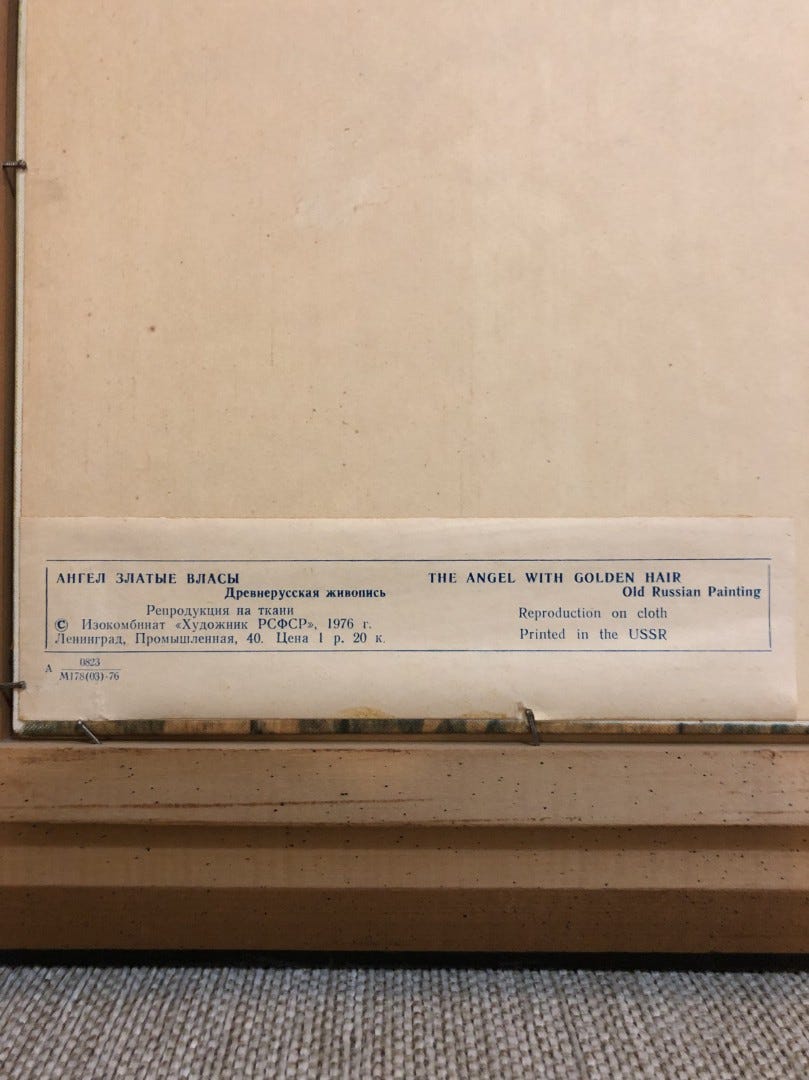 АНГЕЛ ЗЛАТЫЕ ВЛАСЫ
Древнерусская живопись
Репродукция на ткани
© Изокомбинат «Художник РСФСР», 1976 г.
Ленинград, Промышленная, 40. Цена 1 р. 20 к.
THE ANGEL WITH GOLDEN HAIR
Old Russian Painting
Reproduction on cloth
Printed in the USSR
А 0823
М178(03)-76